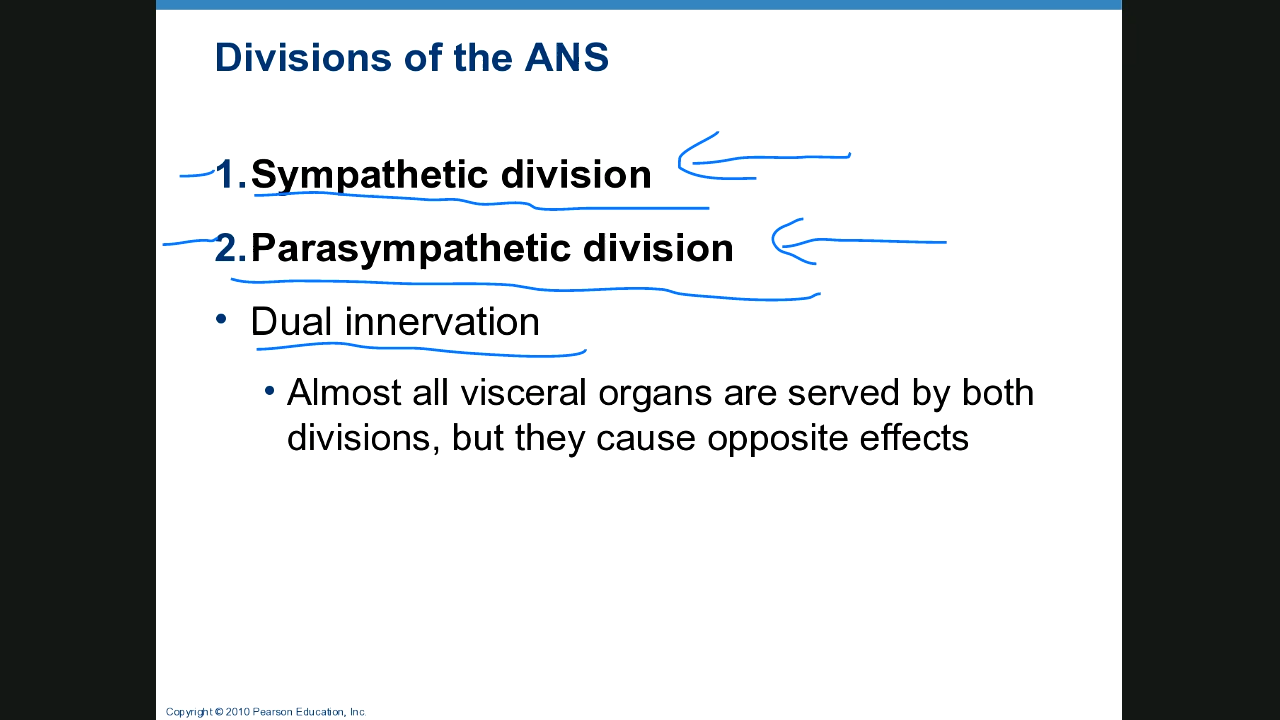 Divisions of the ANS
1. Sympathetic division
2. Parasympathetic division
• Dual innervation
• Almost all visceral organs are served by both
divisions, but they cause opposite effects
Copyright © 2010 Pearson Education, Inc.